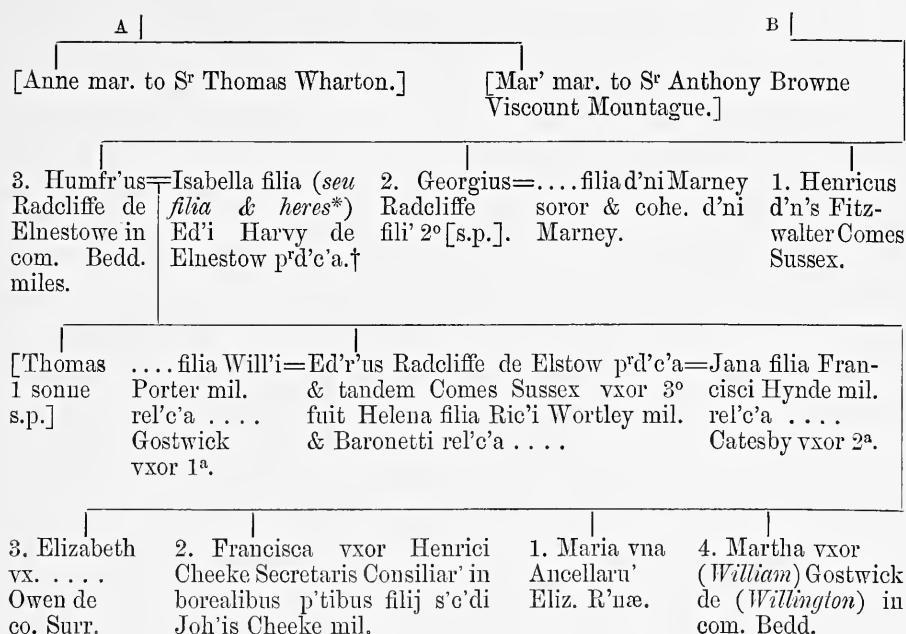 A
B
[Anne mar. to Sʳ Thomas Wharton.]
[Mar' mar. to Sʳ Anthony Browne
Viscount Mountague.]
3. Humfr'us=Isabella filia (seu
Radcliffe de filia & heres*)
Elnestowe in Ed'i Harvy de
com. Bedd. Elnestow pʳd'c'a.†
miles.
2. Georgius=....filia d'ni Marney
Radcliffe soror & cohe. d'ni
fili' 2º [s.p.]. Marney.
1. Henricus
d'n's Fitz-
walter Comes
Sussex.
[Thomas
1 sonne
s.p.]
....filia Will'i=Ed'r'us Radcliffe de Elstow pʳd'c'a=Jana filia Fran-
Porter mil. & tandem Comes Sussex vxor 3º cisci Hynde mil.
rel'c'a .... fuit Helena filia Ric'i Wortley mil. rel'c'a ....
Gostwick & Baronetti rel'c'a .... Catesby vxor 2ª.
vxor 1ª.
3. Elizabeth
vx. ....
Owen de
co. Surr.
2. Francisca vxor Henrici
Cheeke Secretaris Consiliar' in
borealibus p'tibus filij s'c'di
Joh'is Cheeke mil.
1. Maria vna
Ancellaru'
Eliz. R'næ.
4. Martha vxor
(William) Gostwick
de (Willington) in
com. Bedd.